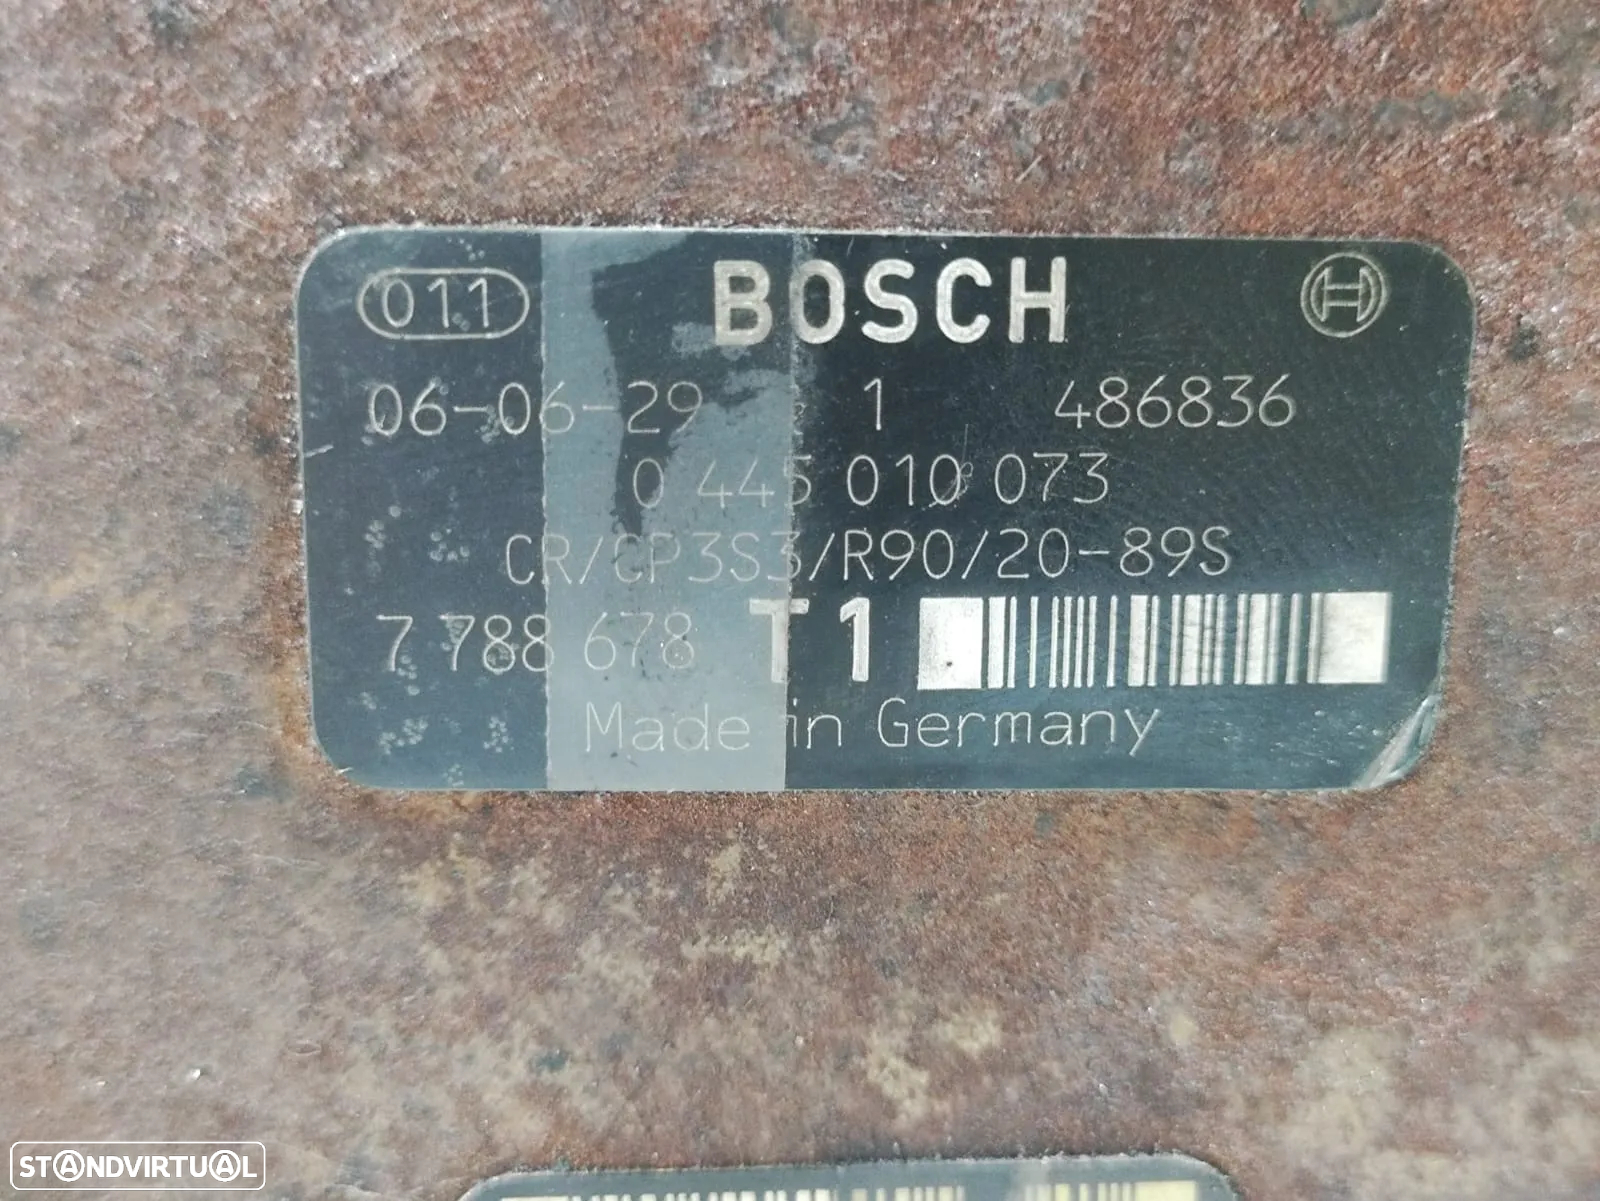 011 BOSCH
06-06-29 1 486836
0 445 010 073
CR/CP3S3/R90/20-89S
7 788 678 T 1
Made in Germany
STANDVIRTUAL